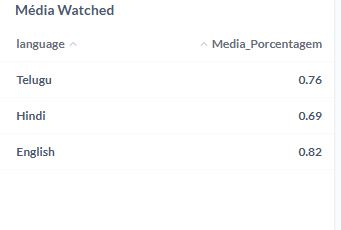 Média Watched
language Media_Porcentagem
Telugu 0.76
Hindi 0.69
English 0.82